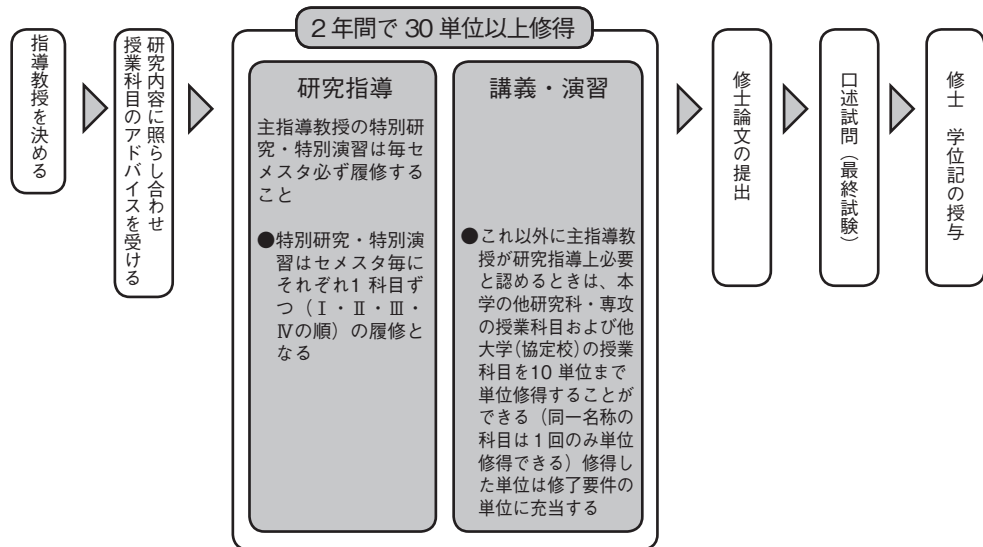 指導教授を決める
研究内容に照らし合わせ
授業科目のアドバイスを受ける
2年間で30単位以上修得
研究指導
主指導教授の特別研
究・特別演習は毎セ
メスタ必ず履修する
こと
●特別研究・特別演
習はセメスタ毎に
それぞれ1 科目ず
つ（Ⅰ・Ⅱ・Ⅲ・
Ⅳの順）の履修と
なる
講義・演習
●これ以外に主指導教
授が研究指導上必要
と認めるときは、本
学の他研究科・専攻
の授業科目および他
大学（協定校）の授業
科目を10 単位まで
単位修得することが
できる（同一名称の
科目は1回のみ単位
修得できる）修得し
た単位は修了要件の
単位に充当する
修士論文の提出
口述試問（最終試験）
修士　学位記の授与